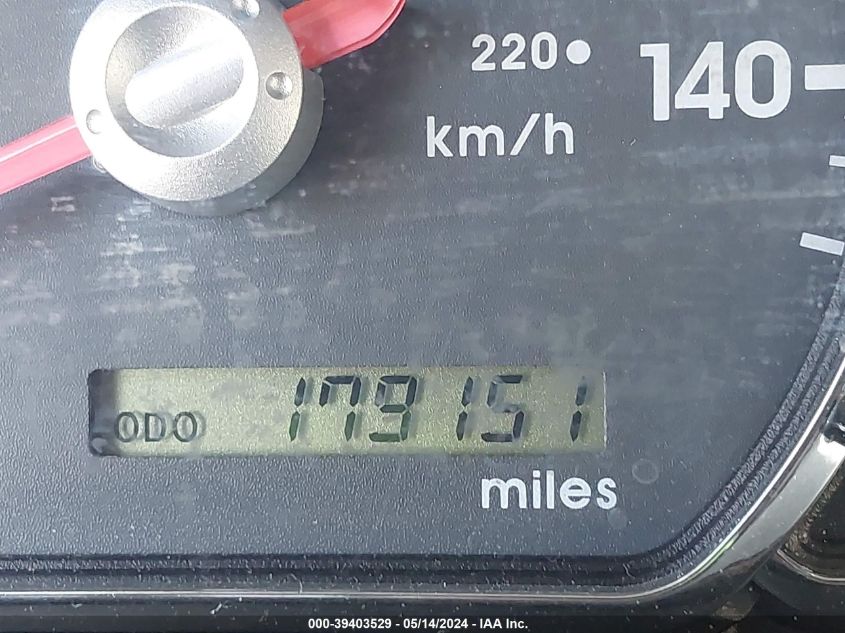 220 140
km/h
ODO 179151
miles
000-39403529 - 05/14/2024 - IAA Inc.